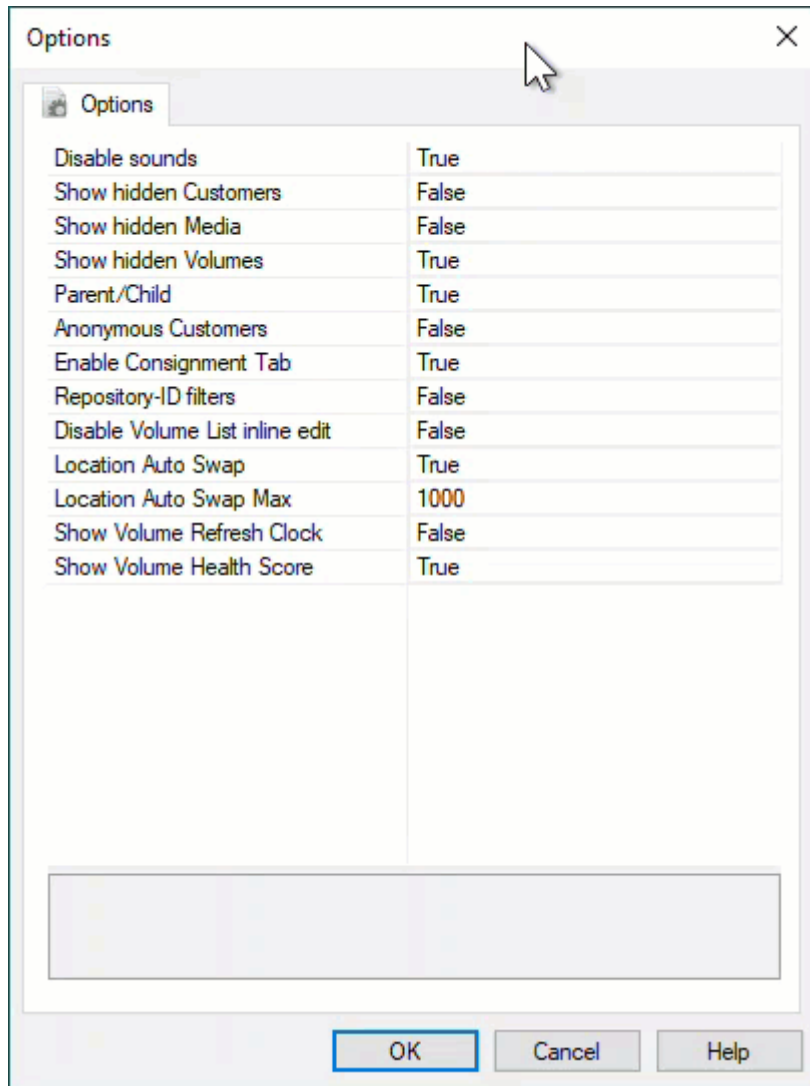 Options
Options
Disable sounds True
Show hidden Customers False
Show hidden Media False
Show hidden Volumes True
Parent/Child True
Anonymous Customers False
Enable Consignment Tab True
Repository-ID filters False
Disable Volume List inline edit False
Location Auto Swap True
Location Auto Swap Max 1000
Show Volume Refresh Clock False
Show Volume Health Score True
OK Cancel Help